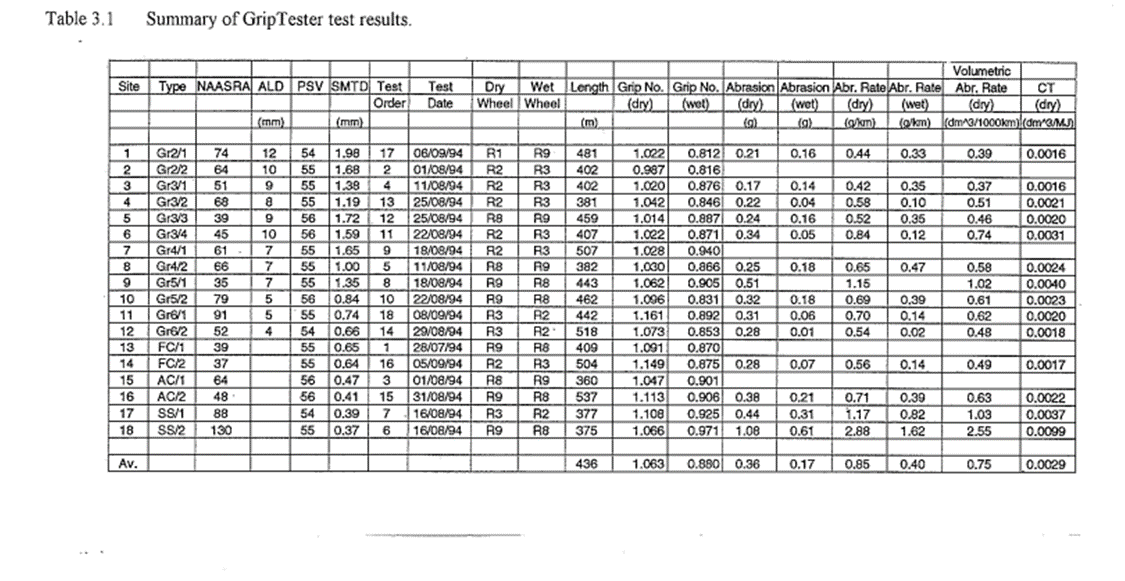 Table 3.1 Summary of GripTester test results.
Volumetric
Site Type NAASRA ALD PSV SMTD Test Test Dry Wet Length Grip No. Grip No. Abrasion Abrasion Abr. Rate Abr. Rate Abr. Rate CT
Order Date Wheel Wheel (dry) (wet) (dry) (wet) (dry) (wet) (dry) (dry)
(mm) (mm) (m) (g) (g) (g/km) (g/km) (dm^3/1000km) (dm^3/MJ)
1 Gr2/1 74 12 54 1.98 17 06/09/94 R1 R9 481 1.022 0.812 0.21 0.16 0.44 0.33 0.39 0.0016
2 Gr2/2 64 10 55 1.68 2 01/08/94 R2 R3 402 0.987 0.816
3 Gr3/1 51 9 55 1.38 4 11/08/94 R2 R3 402 1.020 0.876 0.17 0.14 0.42 0.35 0.37 0.0016
4 Gr3/2 68 8 55 1.19 13 25/08/94 R2 R3 381 1.042 0.846 0.22 0.04 0.58 0.10 0.51 0.0021
5 Gr3/3 39 9 56 1.72 12 25/08/94 R8 R9 459 1.014 0.887 0.24 0.16 0.52 0.35 0.46 0.0020
6 Gr3/4 45 10 56 1.59 11 22/08/94 R2 R3 407 1.022 0.871 0.34 0.05 0.84 0.12 0.74 0.0031
7 Gr4/1 61 7 55 1.65 9 18/08/94 R2 R3 507 1.028 0.940
8 Gr4/2 66 7 55 1.00 5 11/08/94 R8 R9 382 1.030 0.866 0.25 0.18 0.65 0.47 0.58 0.0024
9 Gr5/1 35 7 55 1.35 8 18/08/94 R9 R8 443 1.062 0.905 0.51 1.15 1.02 0.0040
10 Gr5/2 79 5 56 0.84 10 22/08/94 R9 R8 462 1.096 0.831 0.32 0.18 0.69 0.39 0.61 0.0023
11 Gr6/1 91 5 55 0.74 18 08/09/94 R3 R2 442 1.161 0.892 0.31 0.06 0.70 0.14 0.62 0.0020
12 Gr6/2 52 4 54 0.66 14 29/08/94 R3 R2 518 1.073 0.853 0.28 0.01 0.54 0.02 0.48 0.0018
13 FC/1 39 55 0.65 1 28/07/94 R9 R8 409 1.091 0.870
14 FC/2 37 55 0.64 16 05/09/94 R2 R3 504 1.149 0.875 0.28 0.07 0.56 0.14 0.49 0.0017
15 AC/1 64 56 0.47 3 01/08/94 R8 R9 360 1.047 0.901
16 AC/2 48 56 0.41 15 31/08/94 R9 R8 537 1.113 0.906 0.38 0.21 0.71 0.39 0.63 0.0022
17 SS/1 88 54 0.39 7 16/08/94 R3 R2 377 1.108 0.925 0.44 0.31 1.17 0.82 1.03 0.0037
18 SS/2 130 55 0.37 6 16/08/94 R9 R8 375 1.066 0.971 1.08 0.61 2.88 1.62 2.55 0.0099
Av. 436 1.063 0.880 0.36 0.17 0.85 0.40 0.75 0.0029